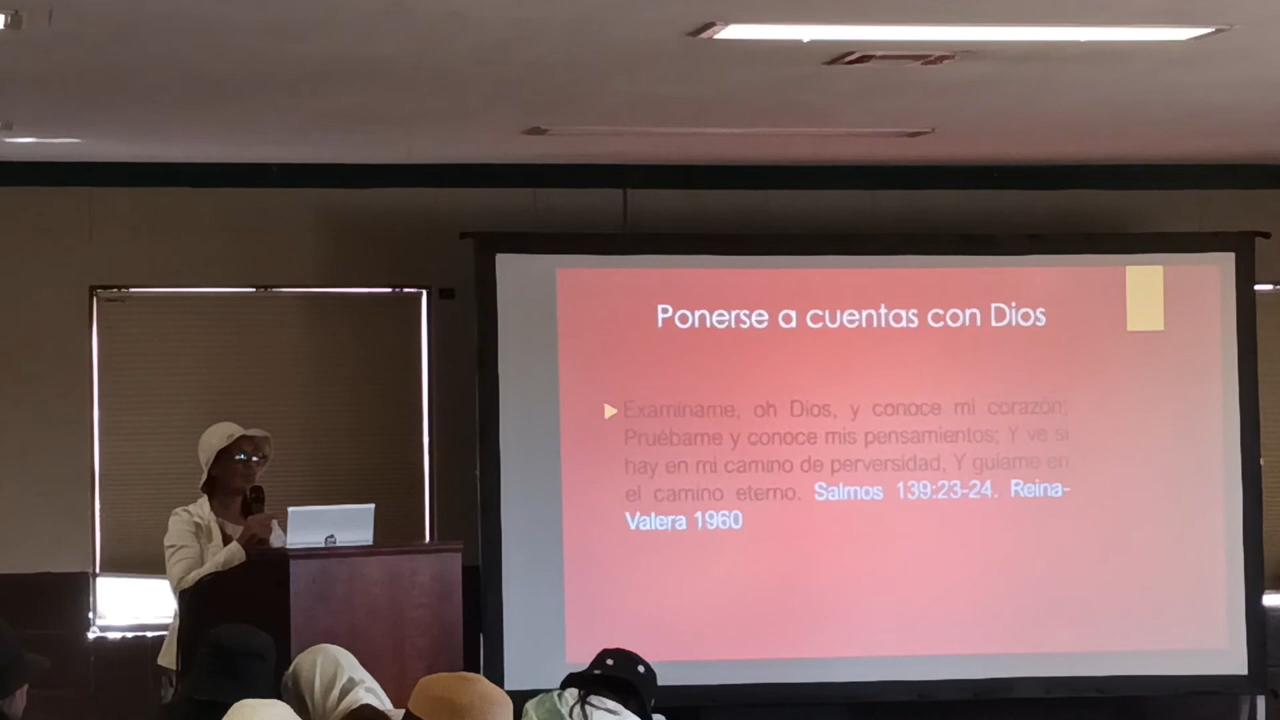 Ponerse a cuentas con Dios
Examíname, oh Dios, y conoce mi corazón;
Pruébame y conoce mis pensamientos; Y ve si
hay en mi camino de perversidad, Y guíame en
el camino eterno. Salmos 139:23-24. Reina-
Valera 1960